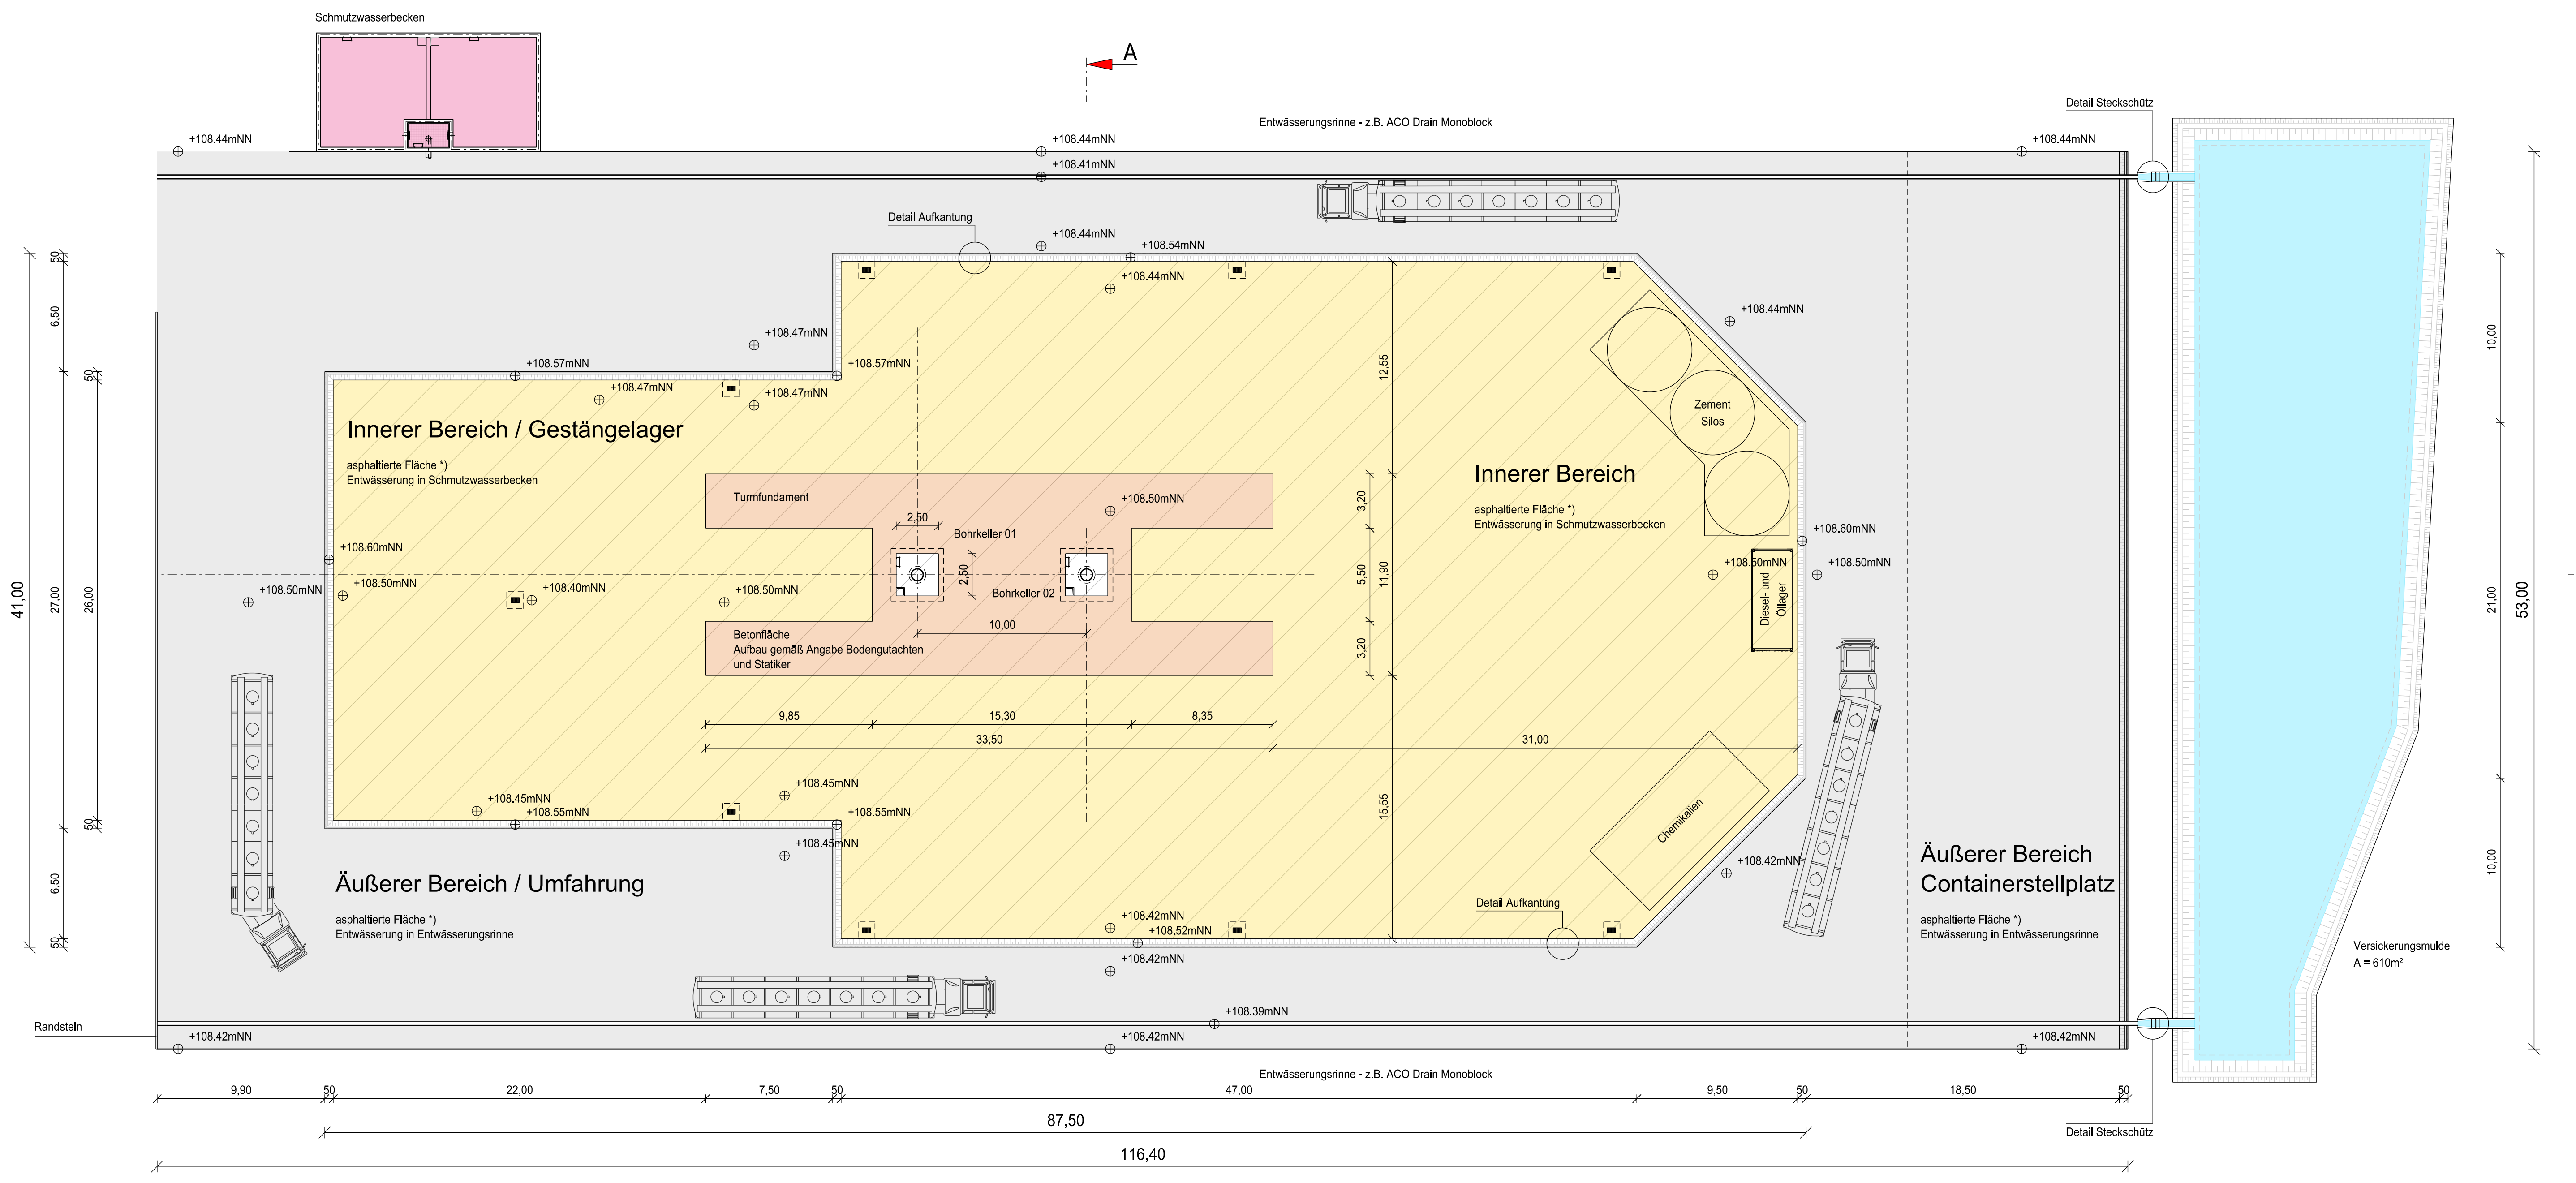 Schmutzwasserbecken
A
Entwässerungsrinne - z.B. ACO Drain Monoblock
Detail Steckschütz
+108.44mNN
+108.44mNN
+108.44mNN
+108.41mNN
Detail Aufkantung
+108.44mNN
+108.54mNN
+108.44mNN
+108.44mNN
+108.47mNN
+108.57mNN
+108.57mNN
+108.47mNN
+108.47mNN
Innerer Bereich / Gestängelager
asphaltierte Fläche *)
Entwässerung in Schmutzwasserbecken
Zement
Silos
Innerer Bereich
asphaltierte Fläche *)
Entwässerung in Schmutzwasserbecken
Turmfundament
+108.50mNN
2,50
Bohrkeller 01
2,50
Bohrkeller 02
10,00
+108.60mNN
+108.50mNN
+108.50mNN
+108.40mNN
+108.50mNN
+108.60mNN
+108.50mNN
+108.50mNN
Diesel- und
Öllager
Betonfläche
Aufbau gemäß Angabe Bodengutachten
und Statiker
12,55
3,20
5,50
11,90
3,20
15,55
9,85
15,30
8,35
33,50
31,00
+108.45mNN
+108.55mNN
+108.45mNN
+108.55mNN
+108.45mNN
Chemikalien
+108.42mNN
Äußerer Bereich / Umfahrung
asphaltierte Fläche *)
Entwässerung in Entwässerungsrinne
Äußerer Bereich
Containerstellplatz
asphaltierte Fläche *)
Entwässerung in Entwässerungsrinne
Detail Aufkantung
+108.42mNN
+108.52mNN
+108.42mNN
+108.39mNN
Versickerungsmulde
A = 610m²
Randstein
+108.42mNN
+108.42mNN
+108.42mNN
Entwässerungsrinne - z.B. ACO Drain Monoblock
Detail Steckschütz
41,00
50
6,50
27,00
6,50
50
50
26,00
50
10,00
21,00
10,00
53,00
9,90
50
22,00
7,50
50
47,00
9,50
50
18,50
50
87,50
116,40